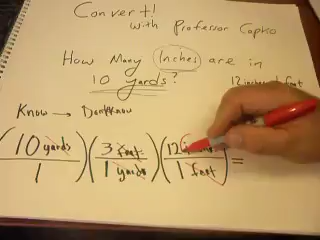 Convert!
with Professor Capko
How Many Inches are in
10 yards?
12 inches = 1 foot
Know → Don't Know
(10 yards / 1) (3 feet / 1 yards) (12 / 1 foot) =